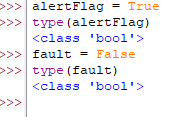 >>> alertFlag = True
>>> type(alertFlag)
<class 'bool'>
>>> fault = False
>>> type(fault)
<class 'bool'>
>>>